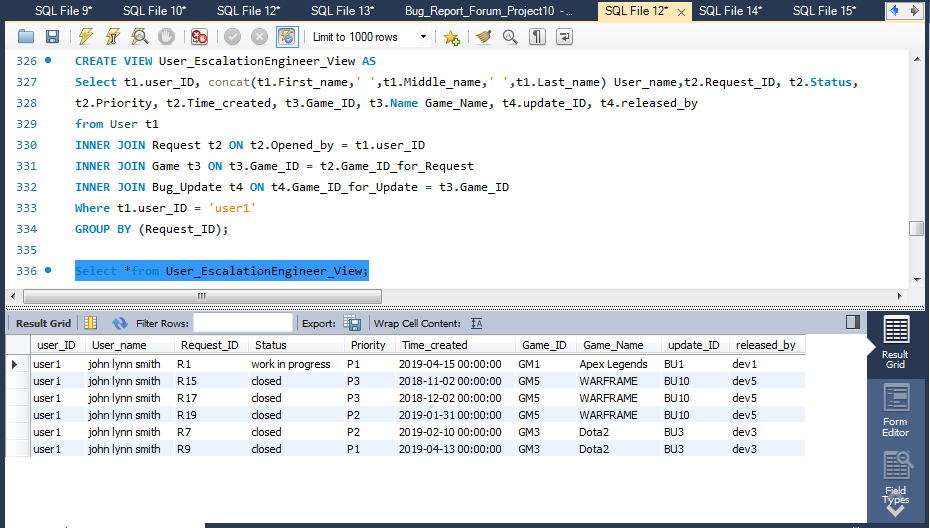 SQL File 9* SQL File 10* SQL File 12* SQL File 13* Bug_Report_Forum_Project10 - ... SQL File 12* × SQL File 14* SQL File 15*
Limit to 1000 rows
326 CREATE VIEW User_EscalationEngineer_View AS
327 Select t1.user_ID, concat(t1.First_name,' ',t1.Middle_name,' ',t1.Last_name) User_name,t2.Request_ID, t2.Status,
328 t2.Priority, t2.Time_created, t3.Game_ID, t3.Name Game_Name, t4.update_ID, t4.released_by
329 from User t1
330 INNER JOIN Request t2 ON t2.Opened_by = t1.user_ID
331 INNER JOIN Game t3 ON t3.Game_ID = t2.Game_ID_for_Request
332 INNER JOIN Bug_Update t4 ON t4.Game_ID_for_Update = t3.Game_ID
333 Where t1.user_ID = 'user1'
334 GROUP BY (Request_ID);
335
336 Select *from User_EscalationEngineer_View;
Result Grid Filter Rows: Export: Wrap Cell Content: IA
user_ID User_name Request_ID Status Priority Time_created Game_ID Game_Name update_ID released_by
user1 john lynn smith R1 work in progress P1 2019-04-15 00:00:00 GM1 Apex Legends BU1 dev1
user1 john lynn smith R15 closed P3 2018-11-02 00:00:00 GM5 WARFRAME BU10 dev5
user1 john lynn smith R17 closed P3 2018-12-02 00:00:00 GM5 WARFRAME BU10 dev5
user1 john lynn smith R19 closed P2 2019-01-31 00:00:00 GM5 WARFRAME BU10 dev5
user1 john lynn smith R7 closed P2 2019-02-10 00:00:00 GM3 Dota2 BU3 dev3
user1 john lynn smith R9 closed P1 2019-04-13 00:00:00 GM3 Dota2 BU3 dev3
Result
Grid
Form
Editor
Field
Types